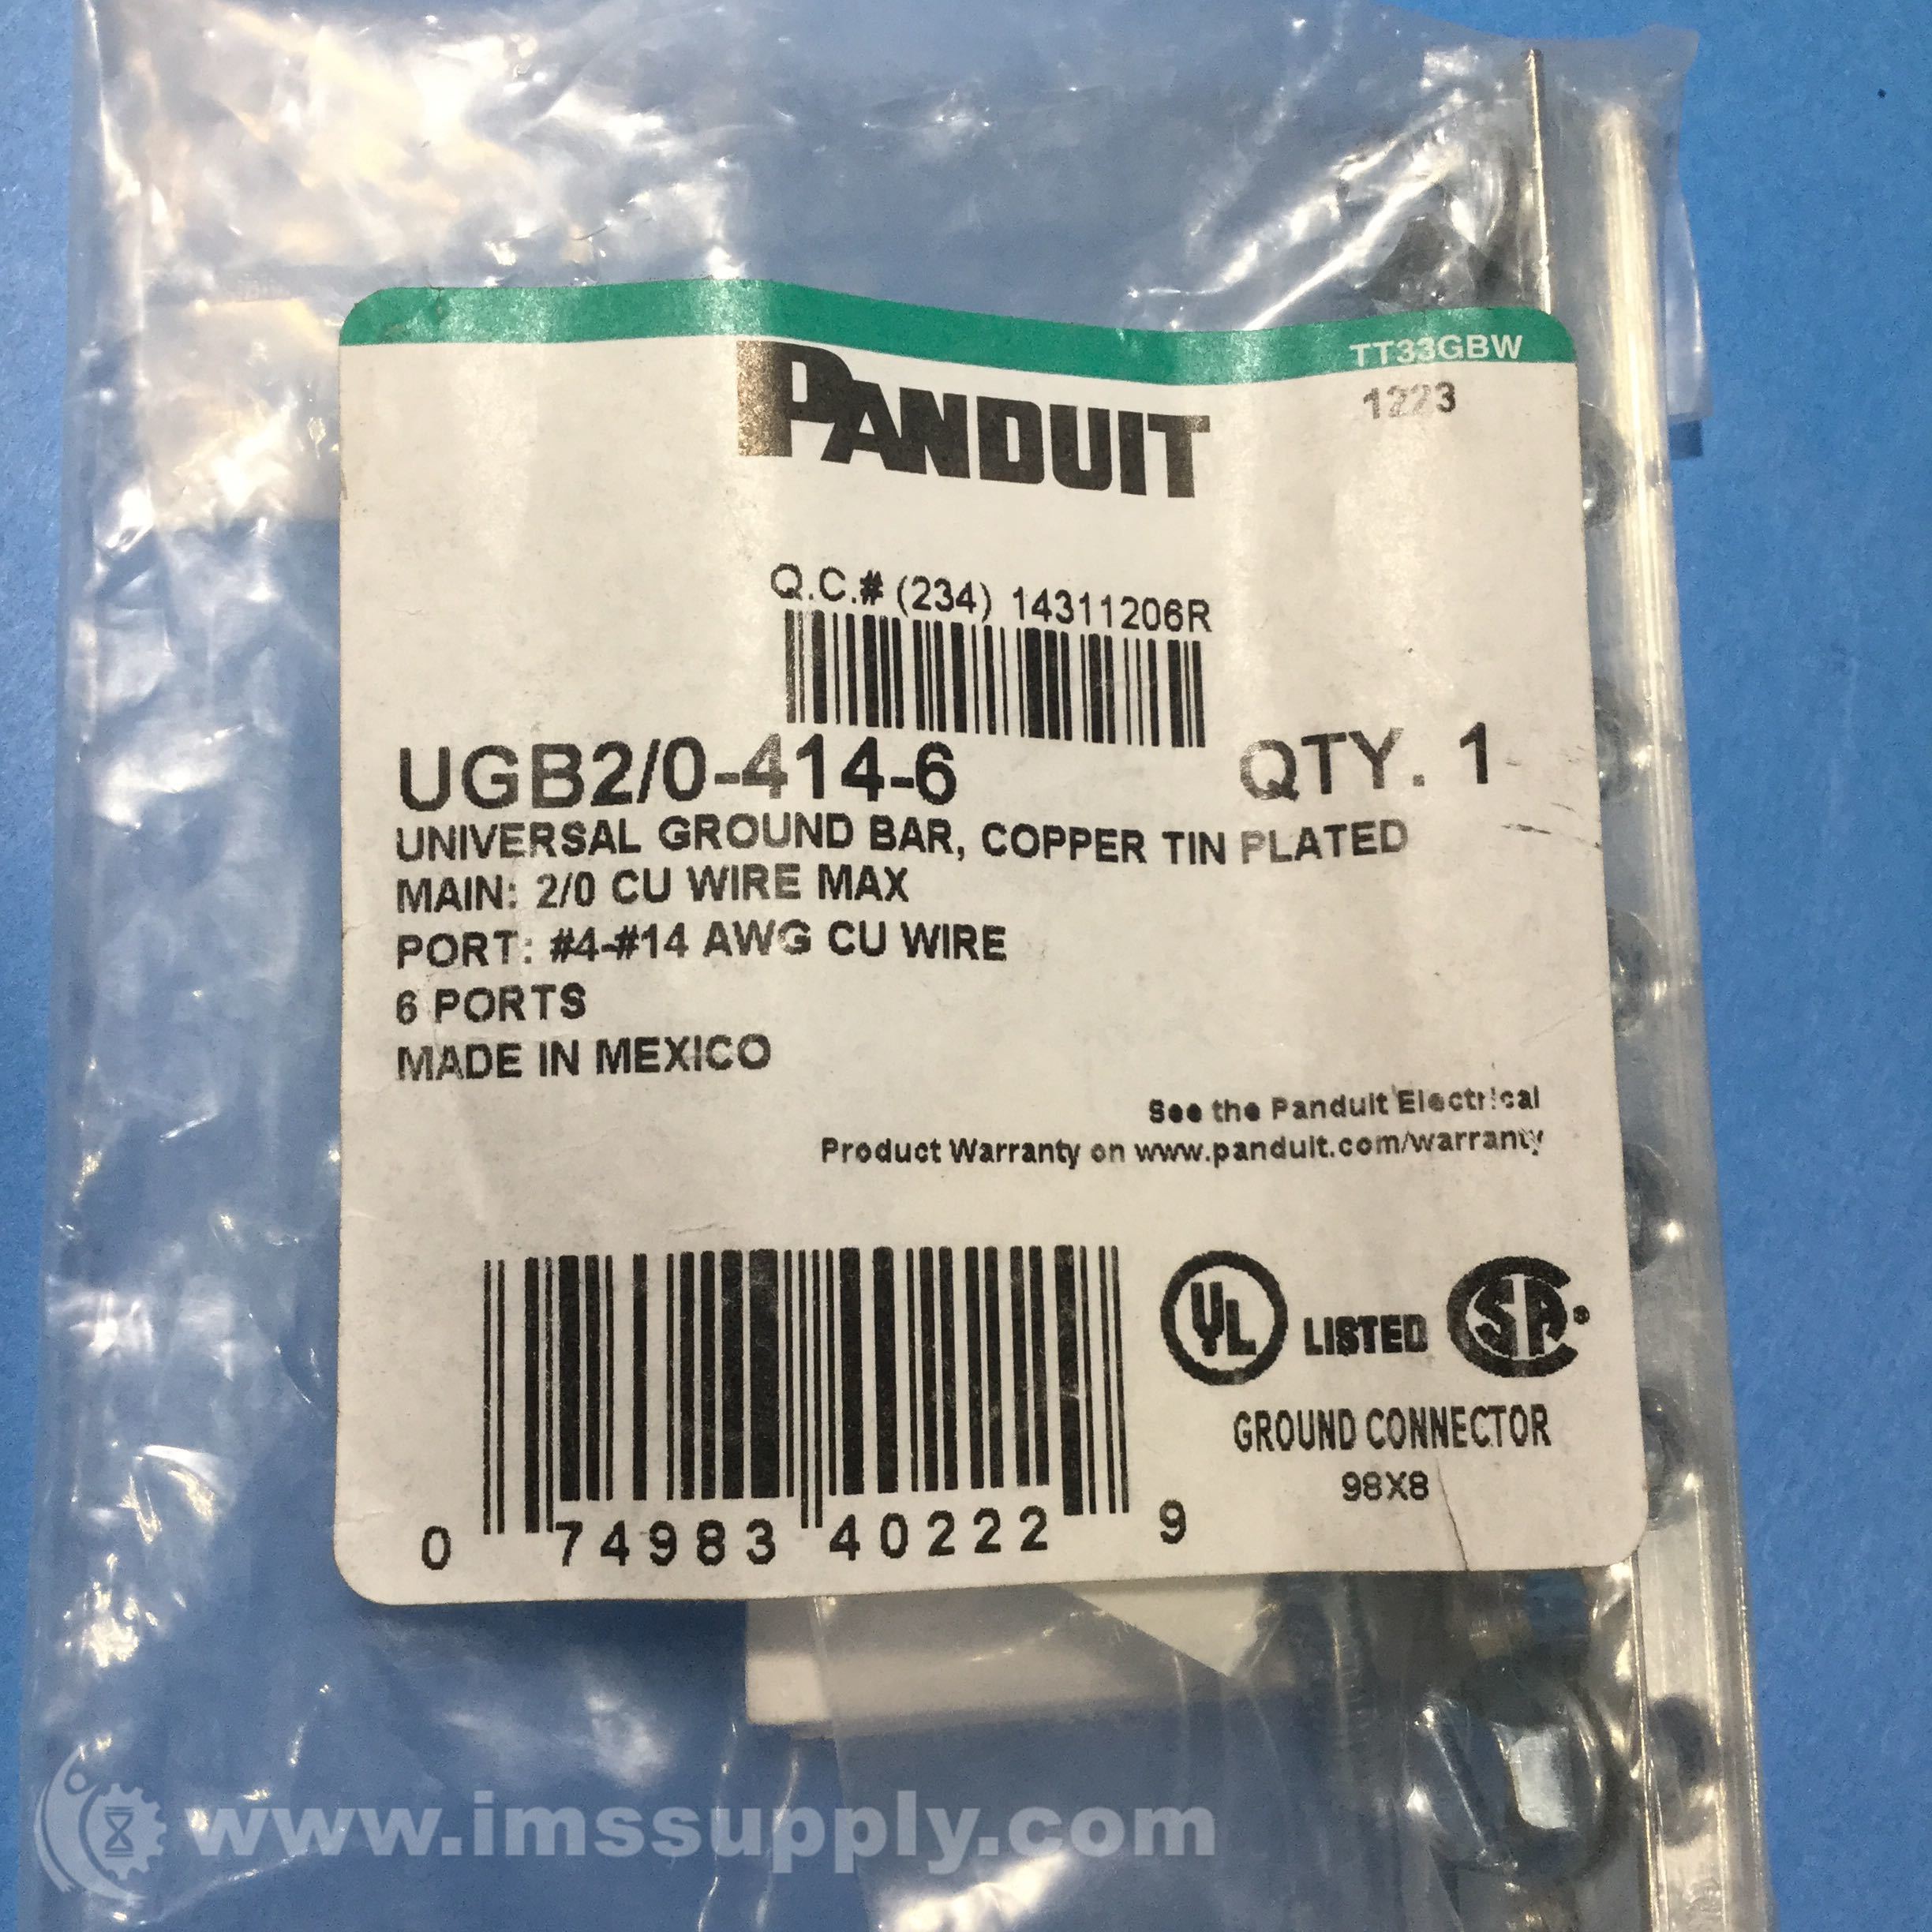 TT33GBW
PANDUIT
1223
Q.C.# (234) 14311206R
UGB2/0-414-6 QTY. 1
UNIVERSAL GROUND BAR, COPPER TIN PLATED
MAIN: 2/0 CU WIRE MAX
PORT: #4-#14 AWG CU WIRE
6 PORTS
MADE IN MEXICO
See the Panduit Electrical
Product Warranty on www.panduit.com/warranty
UL LISTED SA
GROUND CONNECTOR
98X8
0 74983 40222 9
www.imssupply.com